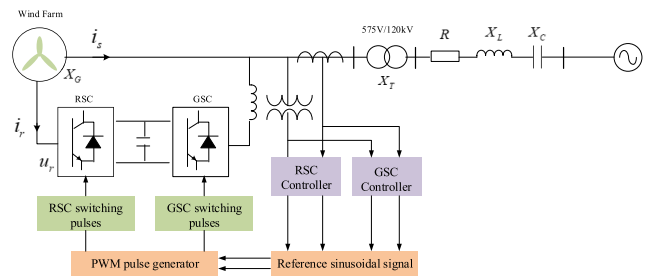 Wind Farm
i_s
575V/120kV
R
X_L
X_C
X_G
X_T
RSC
GSC
i_r
u_r
RSC
Controller
GSC
Controller
RSC switching
pulses
GSC switching
pulses
PWM pulse generator
Reference sinusoidal signal